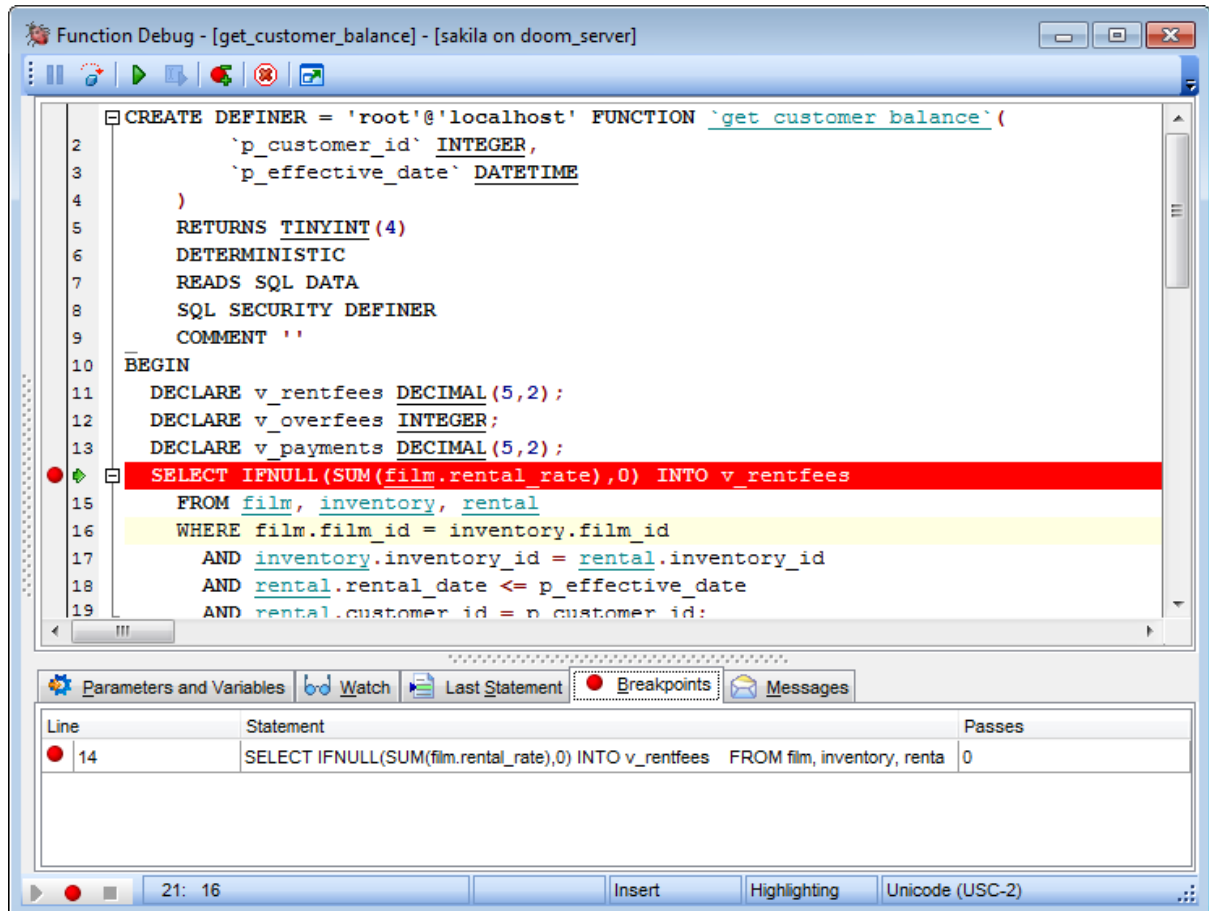 Function Debug - [get_customer_balance] - [sakila on doom_server]
CREATE DEFINER = 'root'@'localhost' FUNCTION `get_customer_balance`(
2 `p_customer_id` INTEGER,
3 `p_effective_date` DATETIME
4 )
5 RETURNS TINYINT(4)
6 DETERMINISTIC
7 READS SQL DATA
8 SQL SECURITY DEFINER
9 COMMENT ''
10 BEGIN
11 DECLARE v_rentfees DECIMAL(5,2);
12 DECLARE v_overfees INTEGER;
13 DECLARE v_payments DECIMAL(5,2);
SELECT IFNULL(SUM(film.rental_rate),0) INTO v_rentfees
15 FROM film, inventory, rental
16 WHERE film.film_id = inventory.film_id
17 AND inventory.inventory_id = rental.inventory_id
18 AND rental.rental_date <= p_effective_date
19 AND rental.customer_id = p_customer_id;
Parameters and Variables Watch Last Statement Breakpoints Messages
Line Statement Passes
14 SELECT IFNULL(SUM(film.rental_rate),0) INTO v_rentfees FROM film, inventory, renta 0
21: 16 Insert Highlighting Unicode (USC-2)